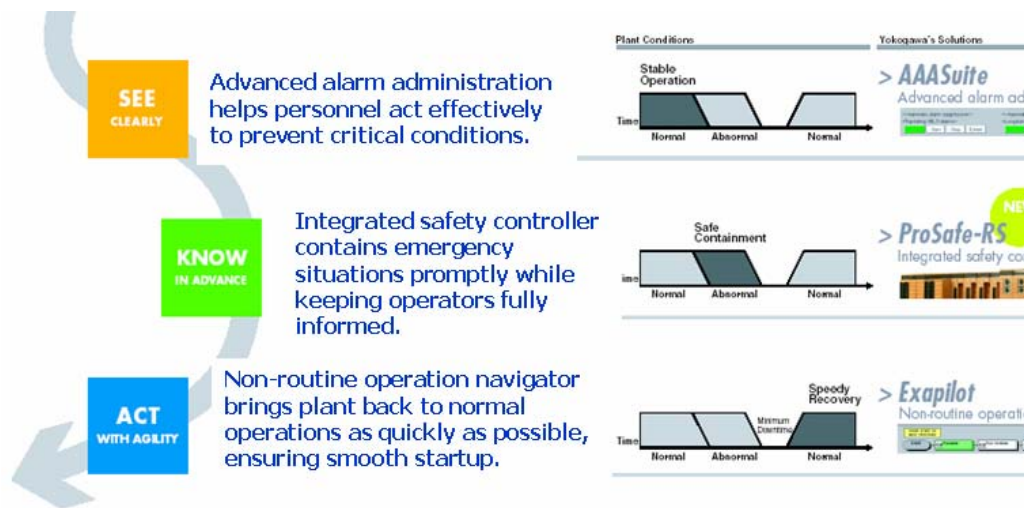 Plant Conditions
Yokogawa's Solutions
SEE
CLEARLY
Advanced alarm administration
helps personnel act effectively
to prevent critical conditions.
Stable
Operation
Time
Normal
Abnormal
Normal
> AAASuite
Advanced alarm ad
KNOW
IN ADVANCE
Integrated safety controller
contains emergency
situations promptly while
keeping operators fully
informed.
Safe
Containment
ime
Normal
Abnormal
Normal
NEW
> ProSafe-RS
Integrated safety co
ACT
WITH AGILITY
Non-routine operation navigator
brings plant back to normal
operations as quickly as possible,
ensuring smooth startup.
Speedy
Recovery
Minimum
Downtime
Time
Normal
Abnormal
Normal
> Exapilot
Non-routine operati